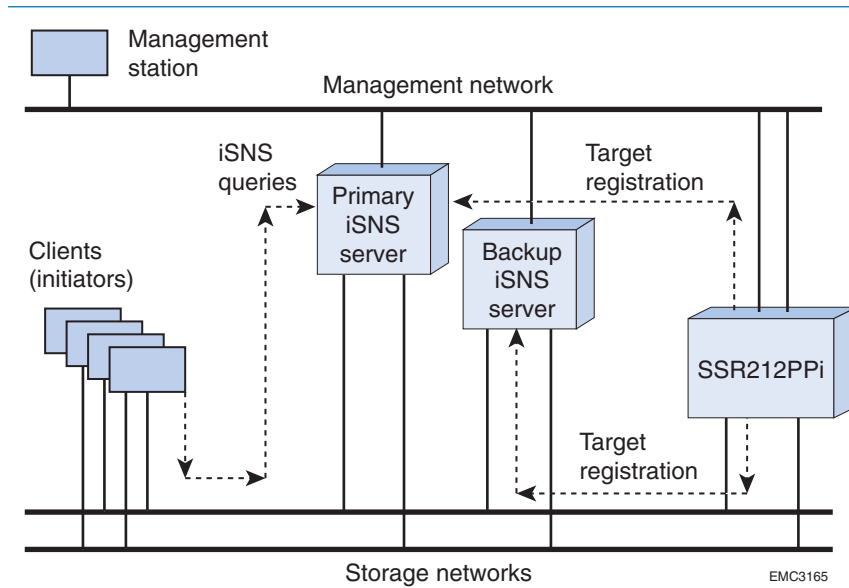 Management
station
Management network
iSNS
queries
Target
registration
Primary
iSNS
server
Clients
(initiators)
Backup
iSNS
server
SSR212PPi
Target
registration
Storage networks
EMC3165